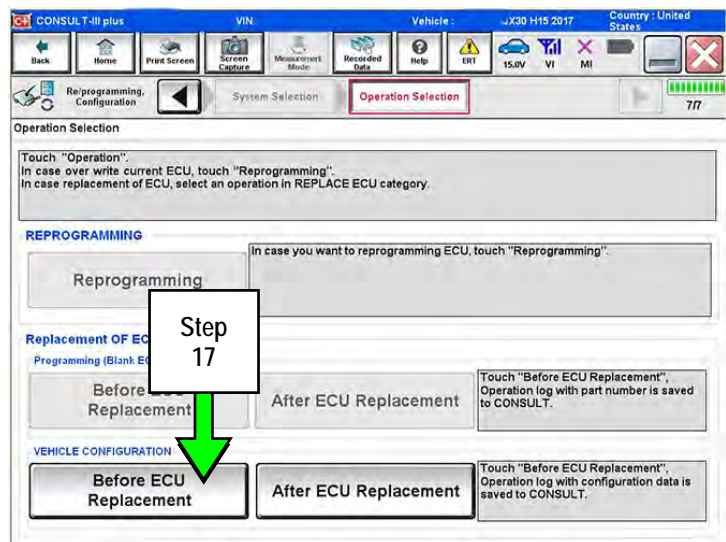 CONSULT-III plus VIN: Vehicle : QX30 H15 2017 Country : United States
Back Home Print Screen Screen Capture Measurement Mode Recorded Data Help ERT 15.0V VI MI
Re/programming, Configuration System Selection Operation Selection 7/7
Operation Selection
Touch "Operation".
In case over write current ECU, touch "Reprogramming".
In case replacement of ECU, select an operation in REPLACE ECU category.
REPROGRAMMING
Reprogramming
In case you want to reprogramming ECU, touch "Reprogramming".
Step
17
Replacement OF EC
Programming (Blank EC
Before ECU
Replacement
After ECU Replacement
Touch "Before ECU Replacement",
Operation log with part number is saved
to CONSULT.
VEHICLE CONFIGURATION
Before ECU
Replacement
After ECU Replacement
Touch "Before ECU Replacement",
Operation log with configuration data is
saved to CONSULT.